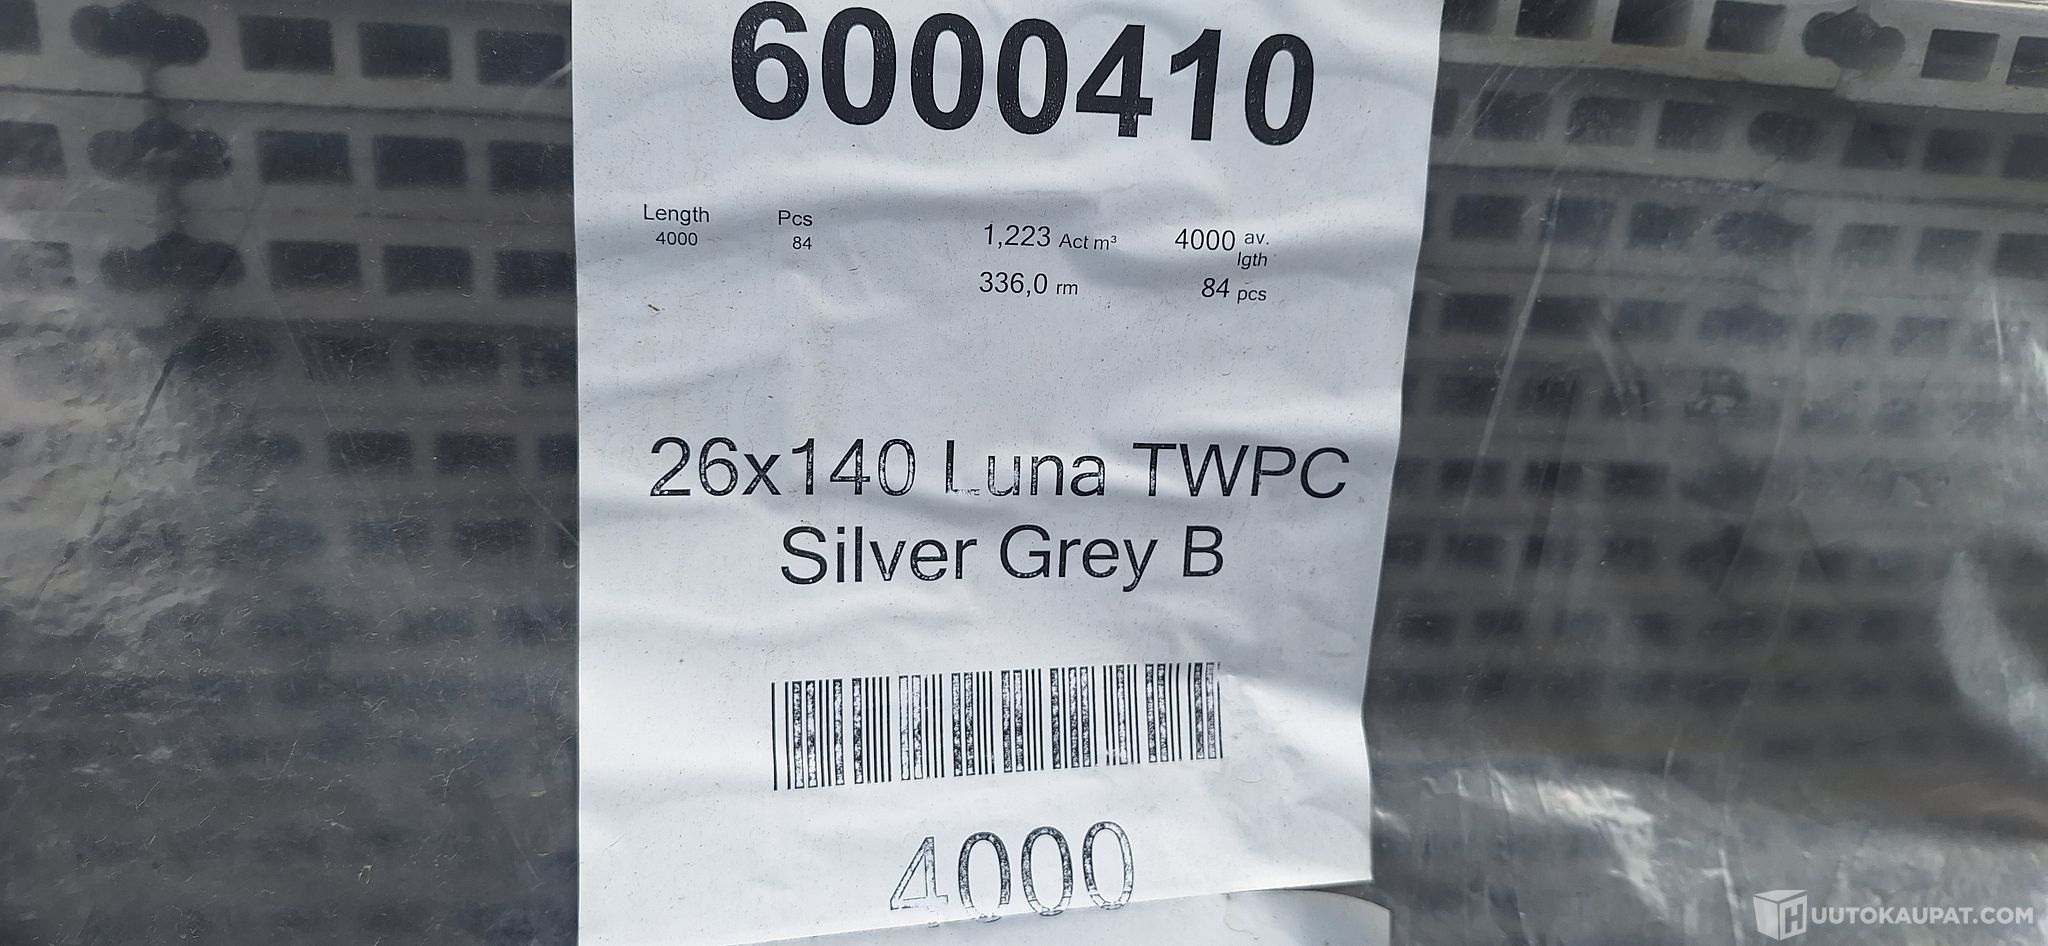 6000410
Length Pcs 1,223 Act m³ 4000 av.
4000 84 lgth
336,0 rm 84 pcs
26x140 Luna TWPC
Silver Grey B
4000
HUUTOKAUPAT.COM